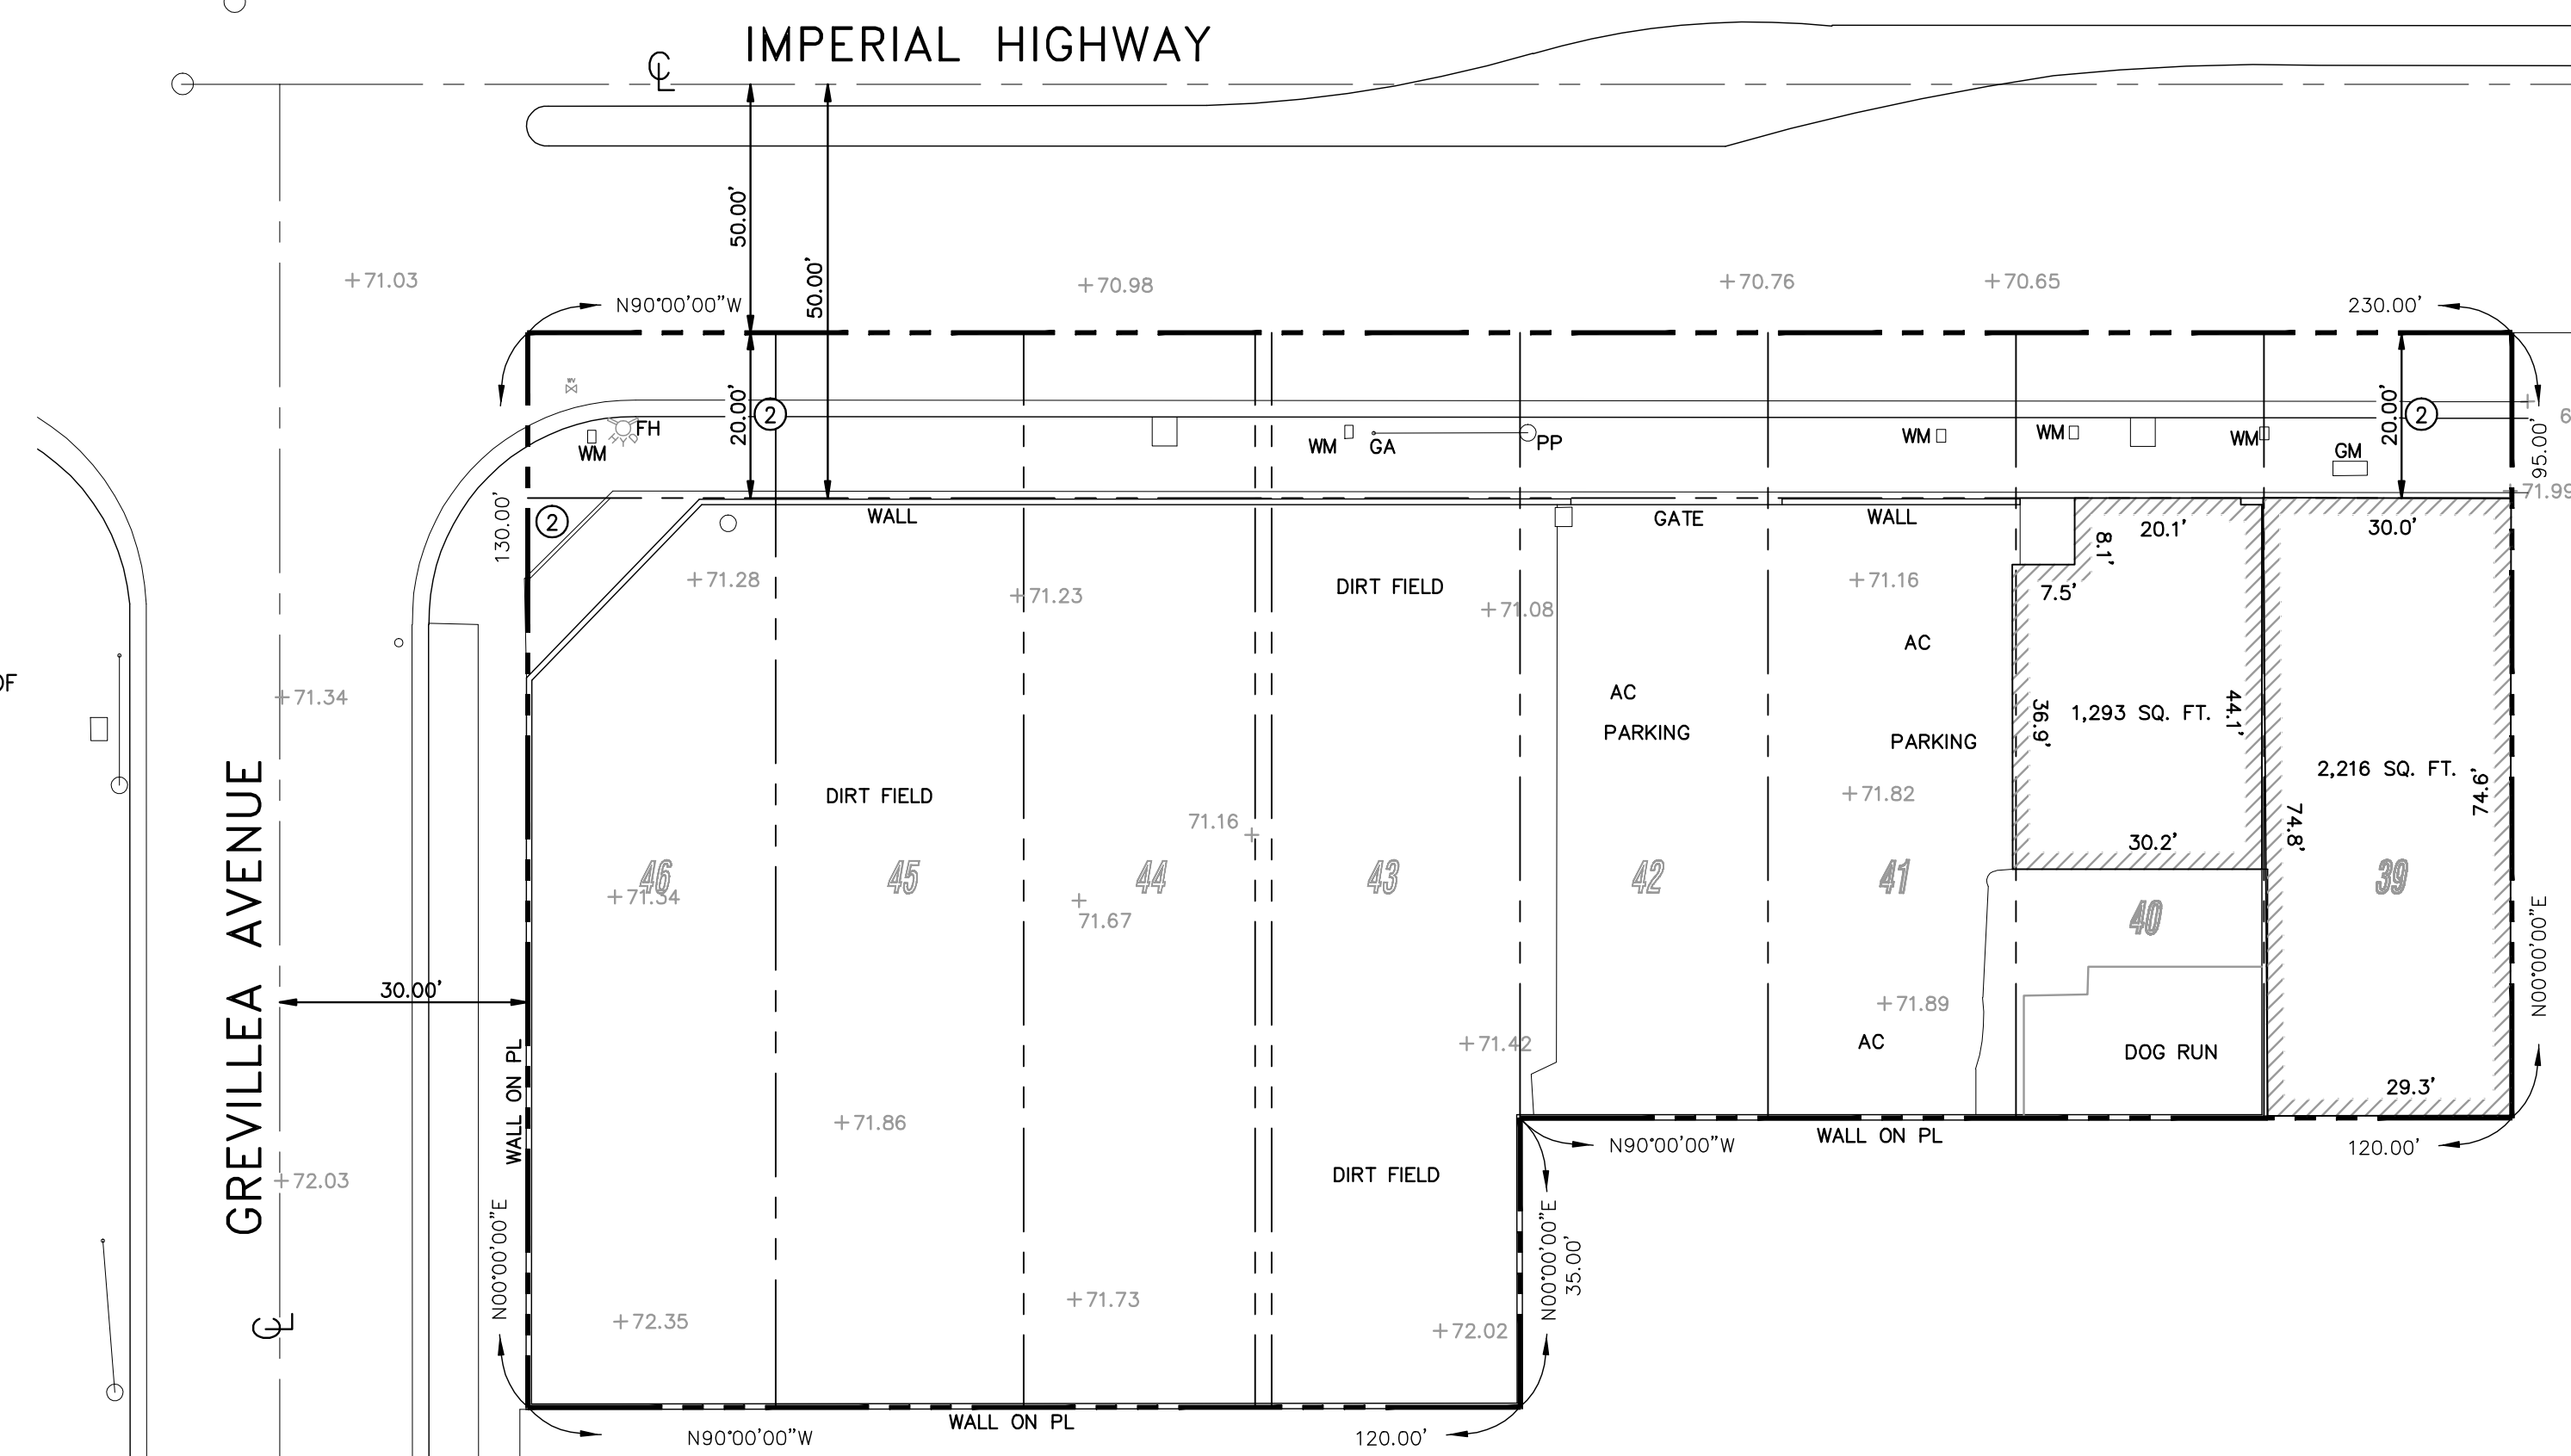 IMPERIAL HIGHWAY
CL
50.00'
50.00'
+71.03
+70.98
+70.76
+70.65
N90°00'00"W
230.00'
WV
20.00'
2
20.00'
2
HYD
FH
WM
WM
GA
PP
WM
WM
WM
GM
95.00'
6
+71.99
130.00'
2
WALL
GATE
WALL
20.1'
30.0'
8.1'
7.5'
+71.28
+71.23
DIRT FIELD
+71.08
+71.16
AC
OF
+71.34
AC
PARKING
PARKING
36.9'
1,293 SQ. FT.
44.1'
2,216 SQ. FT.
74.9'
74.8'
DIRT FIELD
71.16
+71.82
30.2'
46
+71.34
45
44
43
42
41
40
39
71.67
GREVILLEA AVENUE
30.00'
+71.89
+71.42
AC
DOG RUN
N00°00'00"E
29.3'
WALL ON PL
+71.86
N90°00'00"W
WALL ON PL
120.00'
+72.03
DIRT FIELD
N00°00'00"E
N00°00'00"E
35.00'
+72.35
+71.73
+72.02
CL
WALL ON PL
N90°00'00"W
120.00'